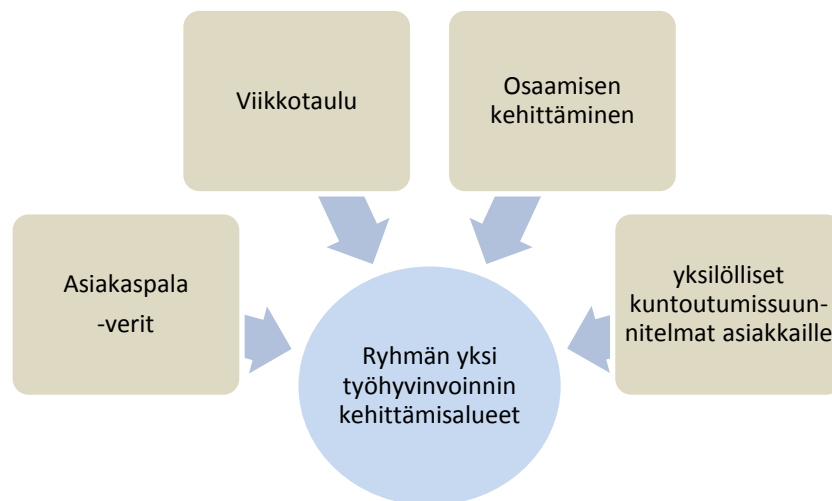 Viikkotaulu
Osaamisen
kehittäminen
Asiakaspala
-verit
yksilölliset
kuntoutumissuun-
nitelmat asiakkaille
Ryhmän yksi
työhyvinvoinnin
kehittämisalueet